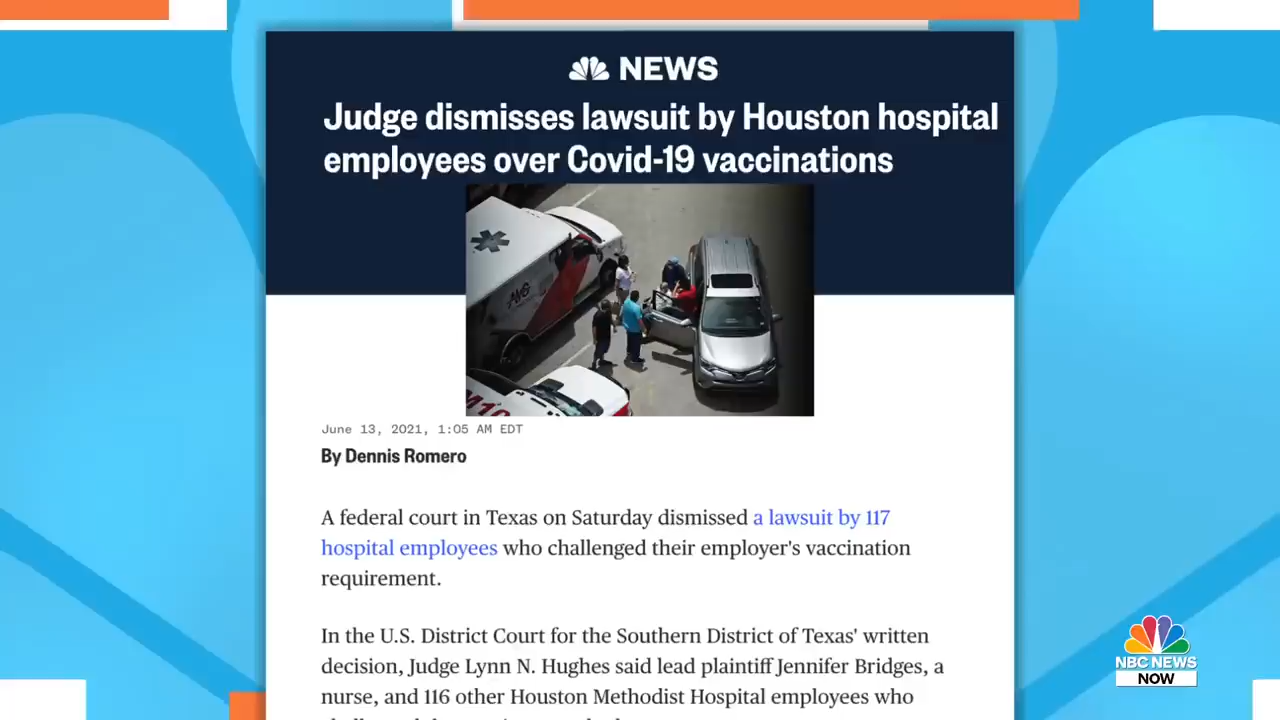 NEWS
Judge dismisses lawsuit by Houston hospital
employees over Covid-19 vaccinations
June 13, 2021, 1:05 AM EDT
By Dennis Romero
A federal court in Texas on Saturday dismissed a lawsuit by 117
hospital employees who challenged their employer's vaccination
requirement.
In the U.S. District Court for the Southern District of Texas' written
decision, Judge Lynn N. Hughes said lead plaintiff Jennifer Bridges, a
nurse, and 116 other Houston Methodist Hospital employees who
NBC NEWS
NOW